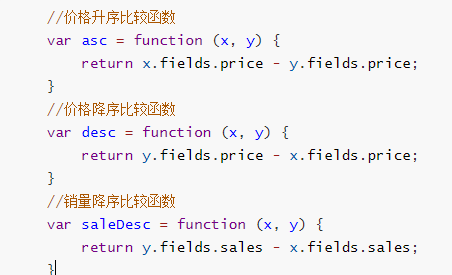 //价格升序比较函数
var asc = function (x, y) {
    return x.fields.price - y.fields.price;
}
//价格降序比较函数
var desc = function (x, y) {
    return y.fields.price - x.fields.price;
}
//销量降序比较函数
var saleDesc = function (x, y) {
    return y.fields.sales - x.fields.sales;
}